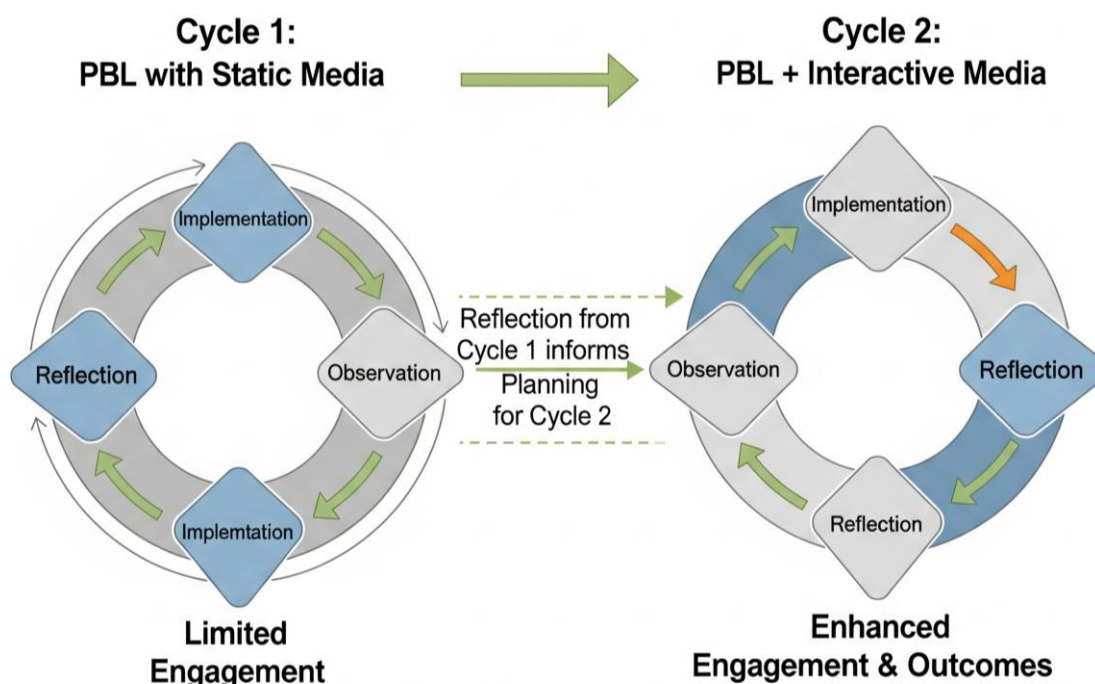 Cycle 1:
PBL with Static Media
Cycle 2:
PBL + Interactive Media
Implementation
Reflection
Observation
Implemtation
Limited
Engagement
Reflection from
Cycle 1 informs
Planning
for Cycle 2
Implementation
Observation
Reflection
Reflection
Enhanced
Engagement & Outcomes